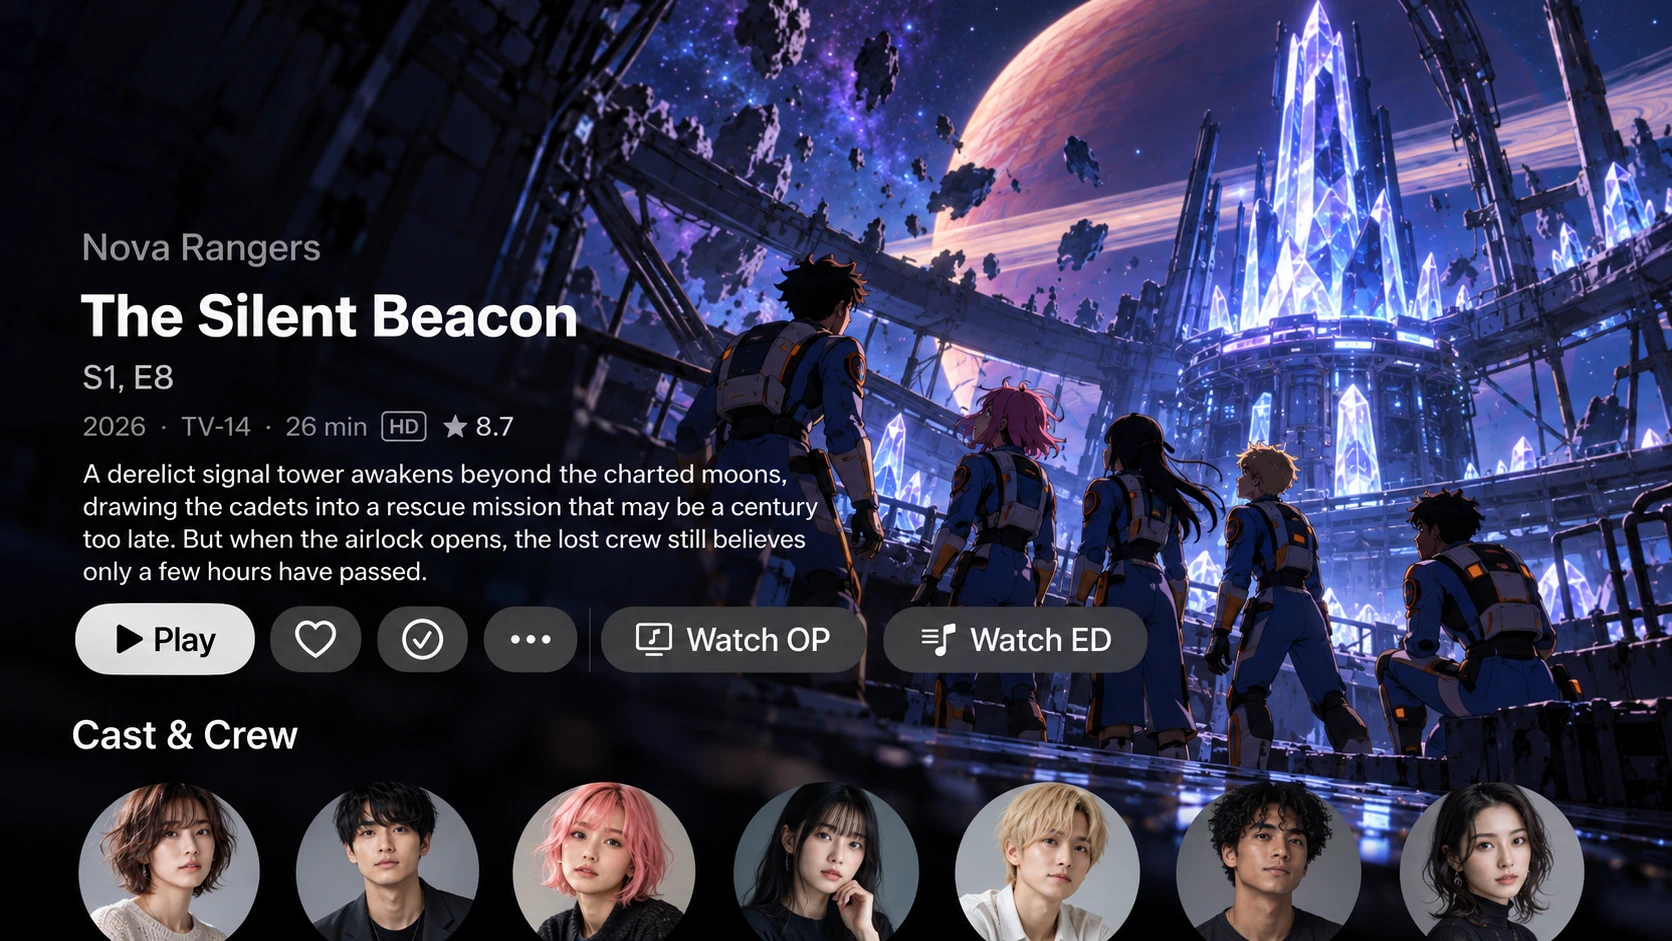 Nova Rangers
The Silent Beacon
S1, E8
2026 · TV-14 · 26 min HD ★ 8.7
A derelict signal tower awakens beyond the charted moons,
drawing the cadets into a rescue mission that may be a century
too late. But when the airlock opens, the lost crew still believes
only a few hours have passed.
Play
Watch OP
Watch ED
Cast & Crew